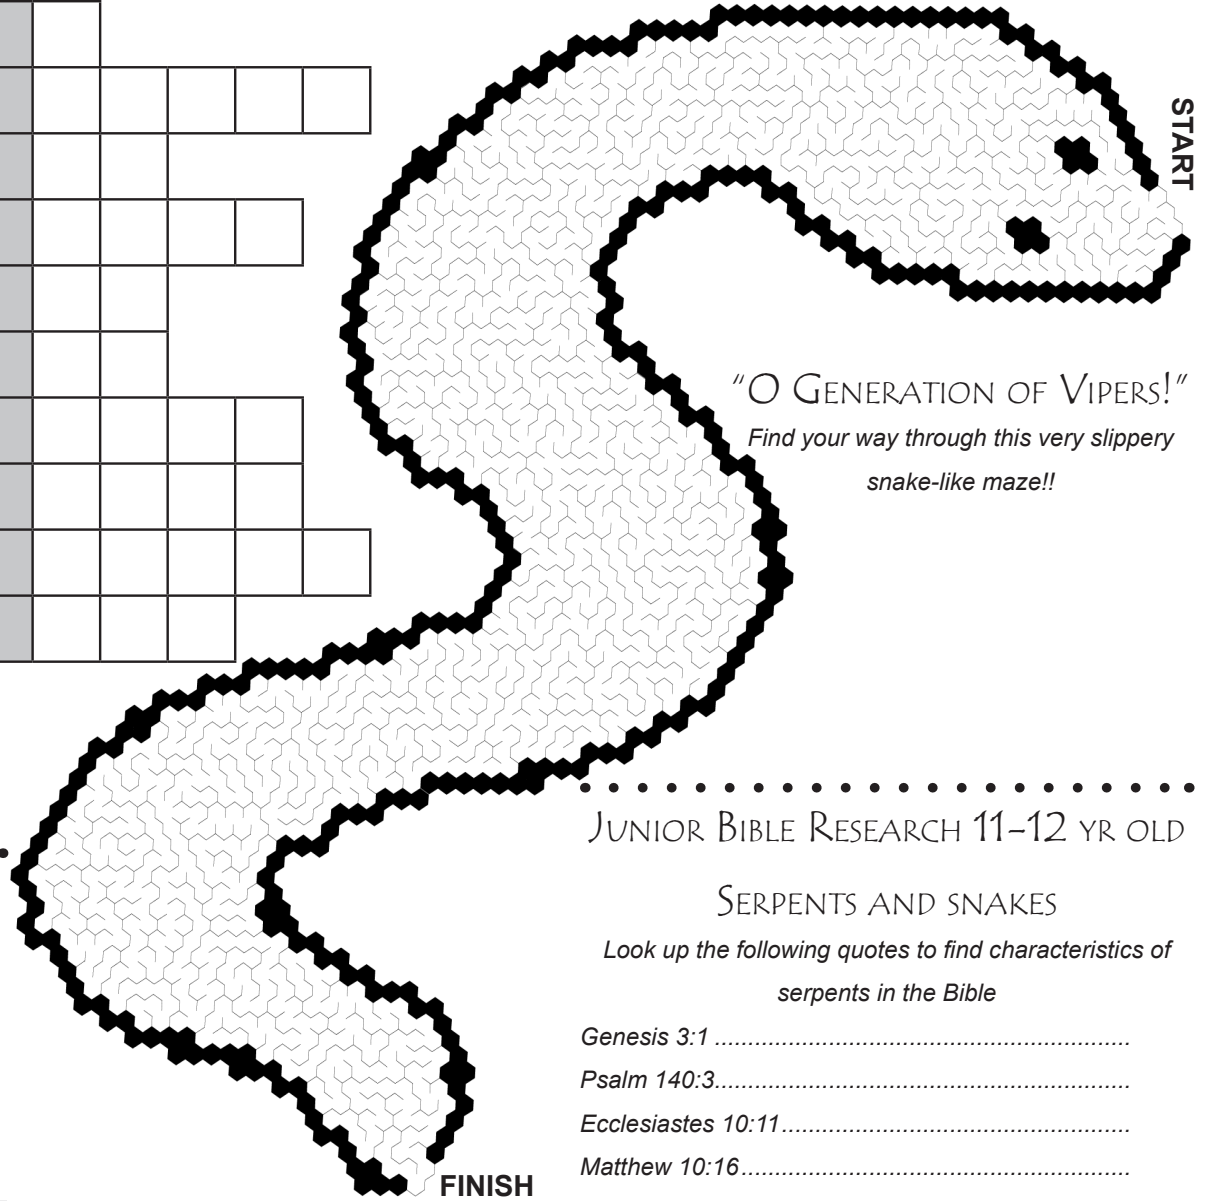 START
“O Generation of Vipers!”
Find your way through this very slippery
snake-like maze!!
Junior Bible Research 11-12 yr old
Serpents and snakes
Look up the following quotes to find characteristics of
serpents in the Bible
Genesis 3:1 ...............................................................
Psalm 140:3...............................................................
Ecclesiastes 10:11.....................................................
Matthew 10:16...........................................................
FINISH